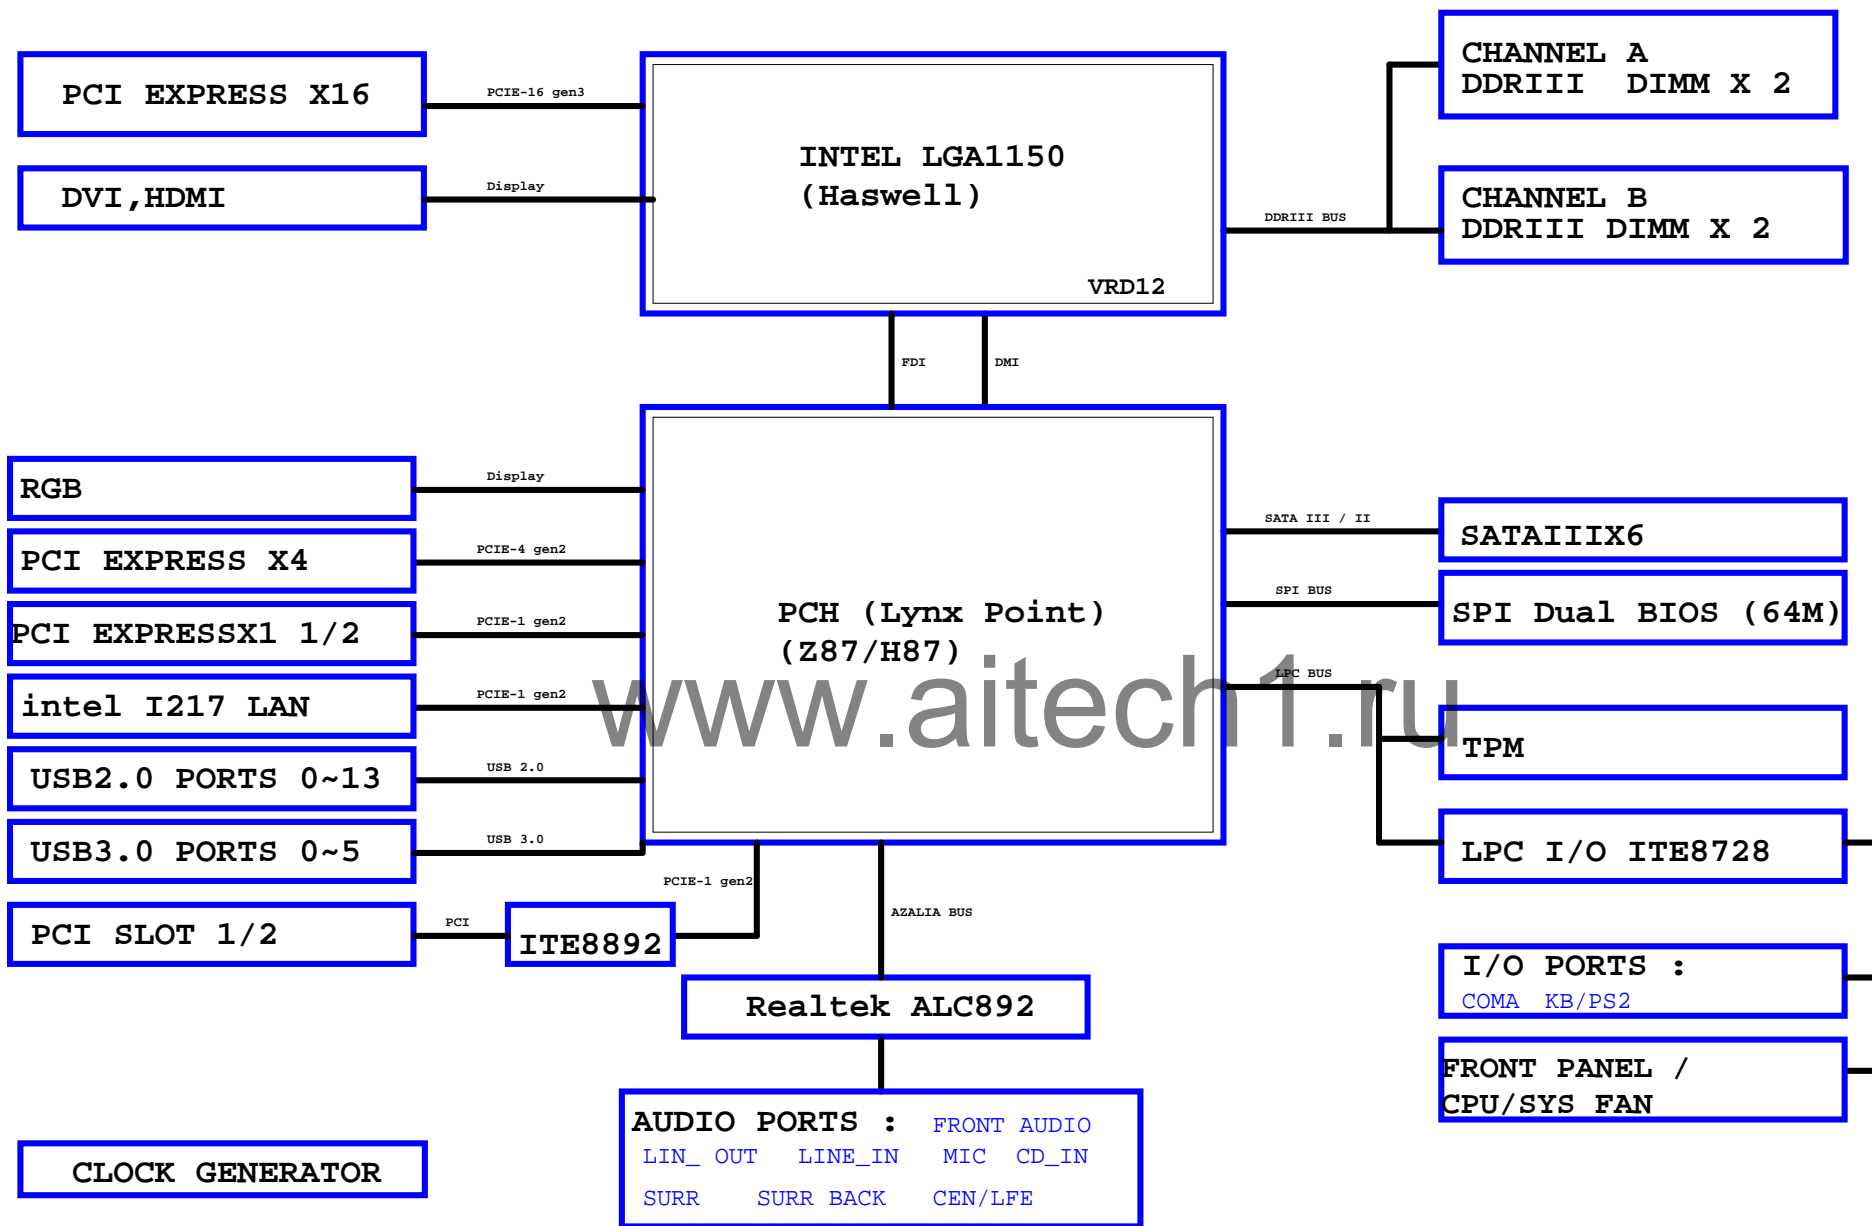 PCI EXPRESS X16
PCIE-16 gen3
DVI,HDMI
Display
INTEL LGA1150
(Haswell)
VRD12
DDRIII BUS
CHANNEL A
DDRIII DIMM X 2
CHANNEL B
DDRIII DIMM X 2
FDI
DMI
RGB
Display
PCI EXPRESS X4
PCIE-4 gen2
PCI EXPRESSX1 1/2
PCIE-1 gen2
intel I217 LAN
PCIE-1 gen2
USB2.0 PORTS 0~13
USB 2.0
USB3.0 PORTS 0~5
USB 3.0
PCI SLOT 1/2
PCI
ITE8892
PCIE-1 gen2
PCH (Lynx Point)
(Z87/H87)
www.aitech1.ru
SATA III / II
SATAIIIX6
SPI BUS
SPI Dual BIOS (64M)
LPC BUS
TPM
LPC I/O ITE8728
I/O PORTS :
COMA KB/PS2
FRONT PANEL /
CPU/SYS FAN
AZALIA BUS
Realtek ALC892
AUDIO PORTS : FRONT AUDIO
LIN_ OUT LINE_IN MIC CD_IN
SURR SURR BACK CEN/LFE
CLOCK GENERATOR